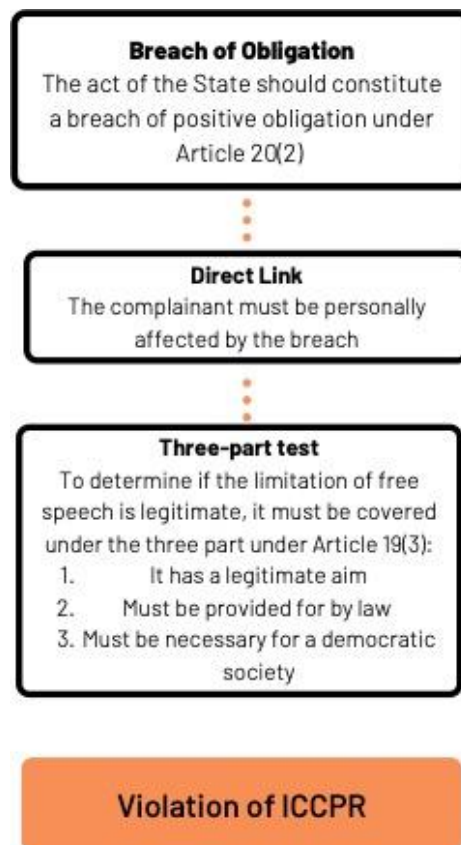 Breach of Obligation
The act of the State should constitute
a breach of positive obligation under
Article 20(2)
Direct Link
The complainant must be personally
affected by the breach
Three-part test
To determine if the limitation of free
speech is legitimate, it must be covered
under the three part under Article 19(3):
1. It has a legitimate aim
2. Must be provided for by law
3. Must be necessary for a democratic
society
Violation of ICCPR